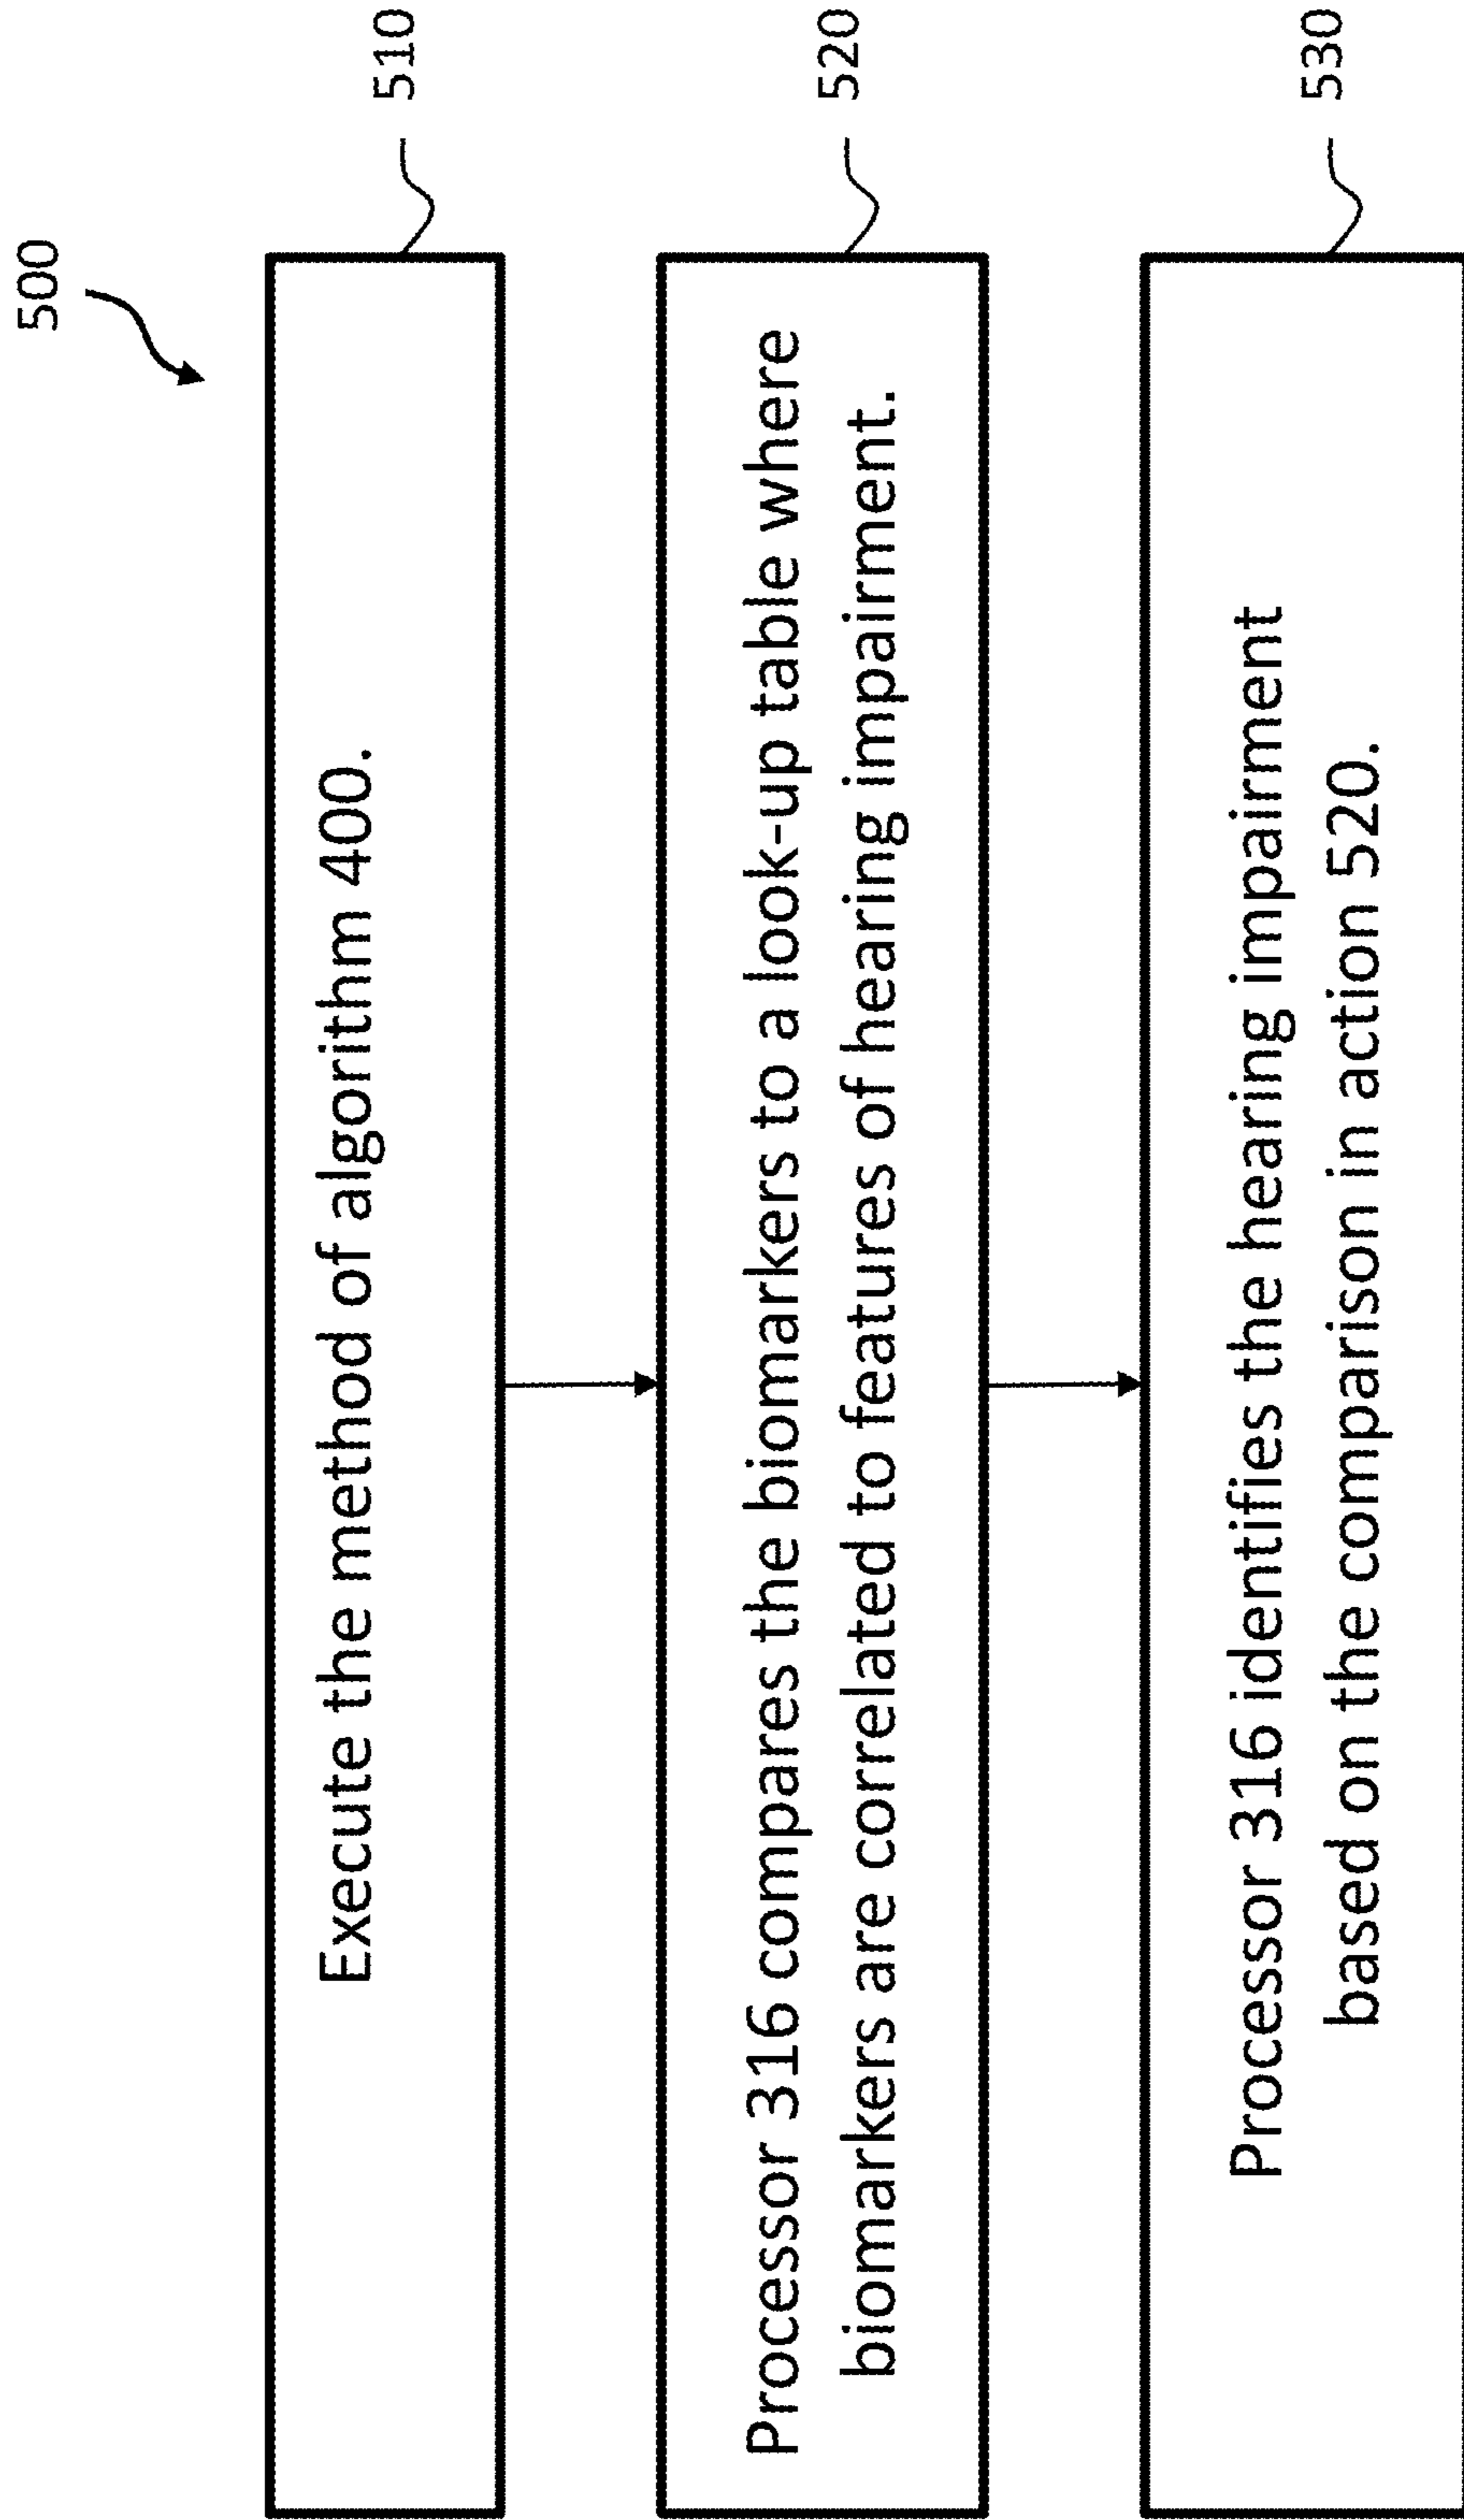 500
Execute the method of algorithm 400.
510
Processor 316 compares the biomarkers to a look-up table where
biomarkers are correlated to features of hearing impairment.
520
Processor 316 identifies the hearing impairment
based on the comparison in action 520.
530